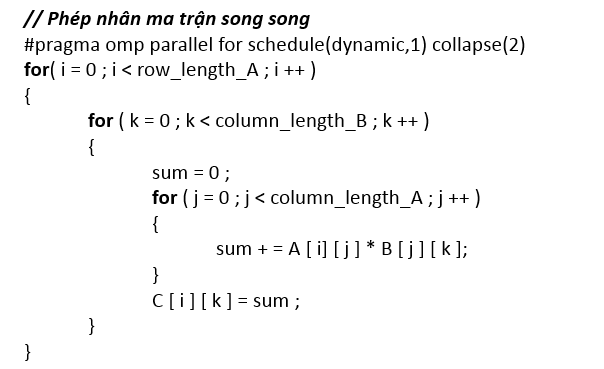 // Phép nhân ma trận song song
#pragma omp parallel for schedule(dynamic,1) collapse(2)
for( i = 0 ; i < row_length_A ; i ++ )
{
for ( k = 0 ; k < column_length_B ; k ++ )
{
sum = 0 ;
for ( j = 0 ; j < column_length_A ; j ++ )
{
sum + = A [ i] [ j ] * B [ j ] [ k ];
}
C [ i ] [ k ] = sum ;
}
}